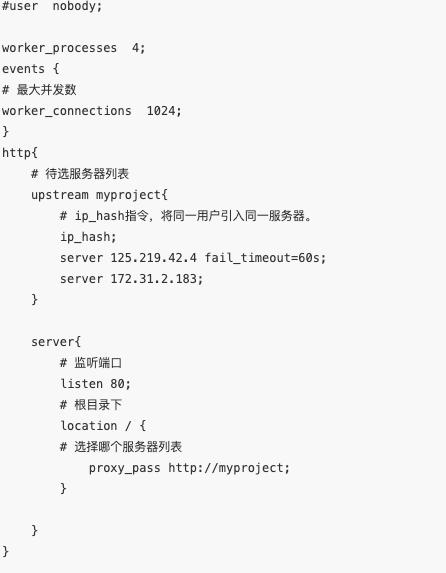 #user  nobody;

worker_processes  4;
events {
# 最大并发数
worker_connections  1024;
}
http{
    # 待选服务器列表
    upstream myproject{
        # ip_hash指令，将同一用户引入同一服务器。
        ip_hash;
        server 125.219.42.4 fail_timeout=60s;
        server 172.31.2.183;
    }

    server{
        # 监听端口
        listen 80;
        # 根目录下
        location / {
        # 选择哪个服务器列表
            proxy_pass http://myproject;
        }

    }
}